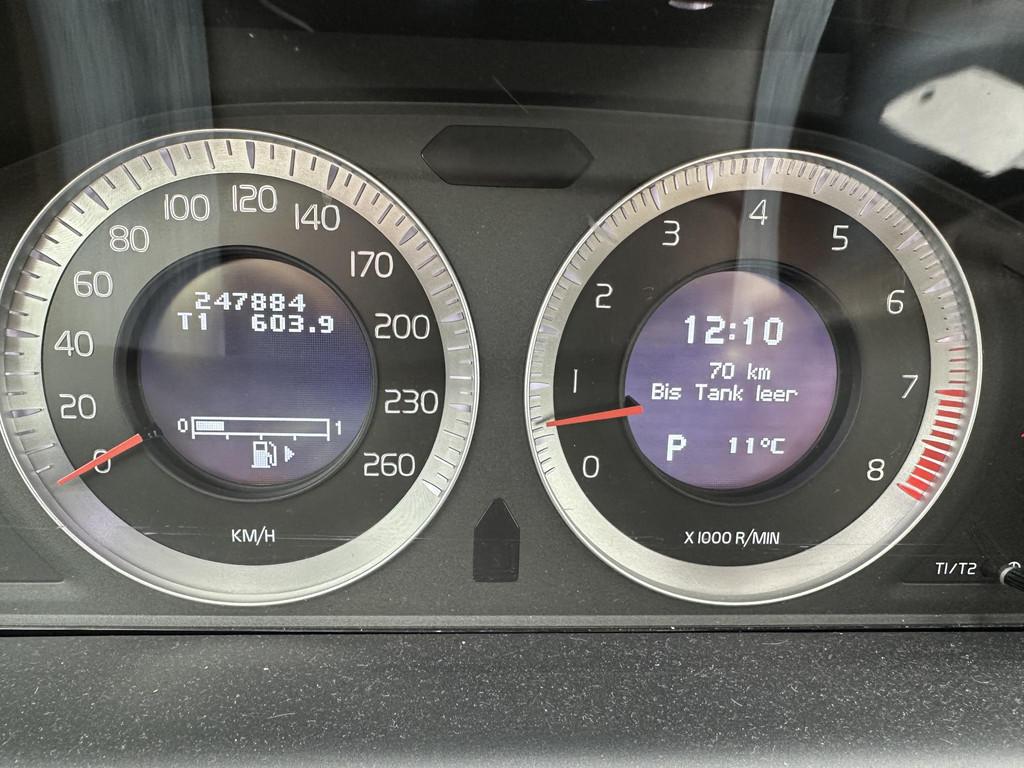 100 120 140
80 170
60 200
40 230
20 260
0
247884
T1 603.9
0 1
KM/H
4
3 5
2 6
1 7
0 8
12:10
70 km
Bis Tank leer
P 11°C
X1000 R/MIN
T1/T2